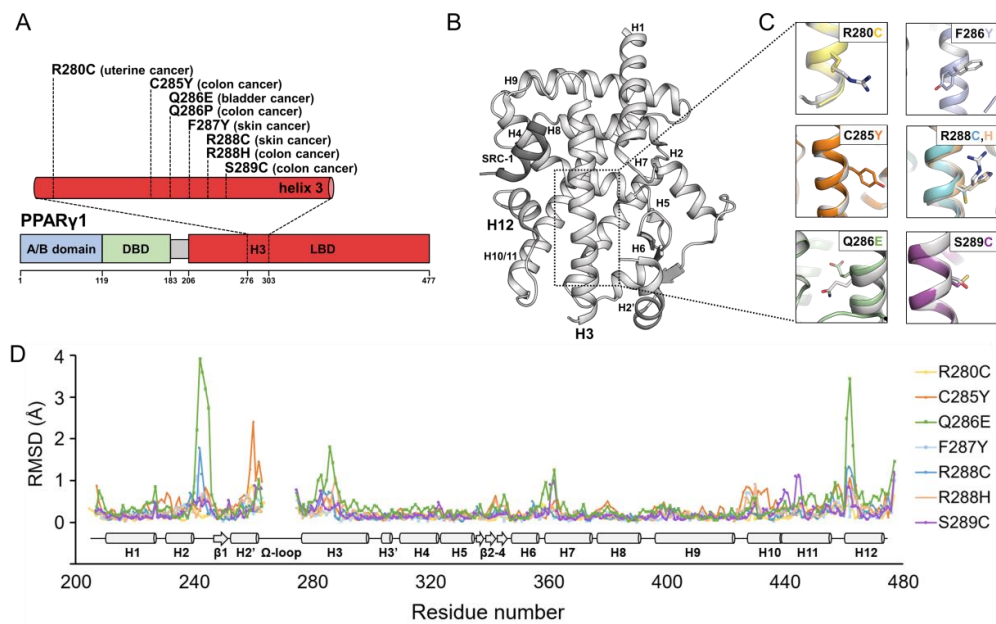 A
R280C (uterine cancer)
C285Y (colon cancer)
Q286E (bladder cancer)
Q286P (colon cancer)
F287Y (skin cancer)
R288C (skin cancer)
R288H (colon cancer)
S289C (colon cancer)
helix 3
PPARγ1
A/B domain DBD H3 LBD
1 119 183 206 276 303 477
B
H1
H9
H4
H8
SRC-1
H7
H2
H5
H12
H6
H10/11
H2'
H3
C
R280C F286Y
C285Y R288C,H
Q286E S289C
D
RMSD (Å)
4
3
2
1
0
R280C
C285Y
Q286E
F287Y
R288C
R288H
S289C
H1 H2 β1 H2' Ω-loop H3 H3' H4 H5 β2-4 H6 H7 H8 H9 H10 H11 H12
200 240 280 320 360 400 440 480
Residue number